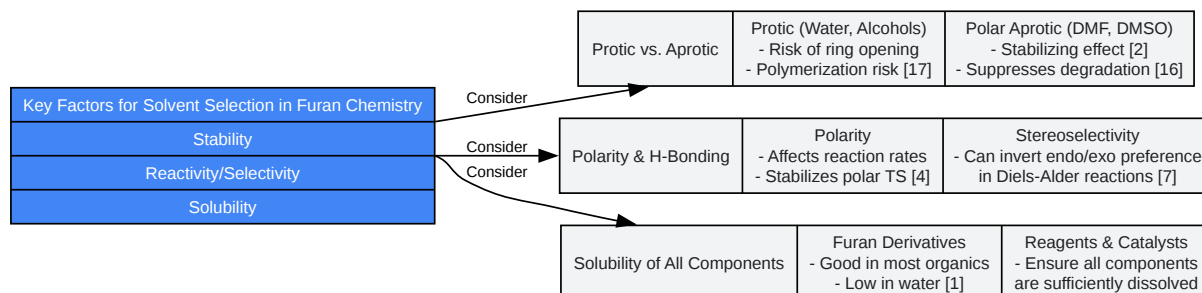 Key Factors for Solvent Selection in Furan Chemistry
Stability
Reactivity/Selectivity
Solubility
Consider
Consider
Consider
Protic vs. Aprotic
Protic (Water, Alcohols)
- Risk of ring opening
- Polymerization risk [17]
Polar Aprotic (DMF, DMSO)
- Stabilizing effect [2]
- Suppresses degradation [16]
Polarity & H-Bonding
Polarity
- Affects reaction rates
- Stabilizes polar TS [4]
Stereoselectivity
- Can invert endo/exo preference
in Diels-Alder reactions [7]
Solubility of All Components
Furan Derivatives
- Good in most organics
- Low in water [1]
Reagents & Catalysts
- Ensure all components
are sufficiently dissolved